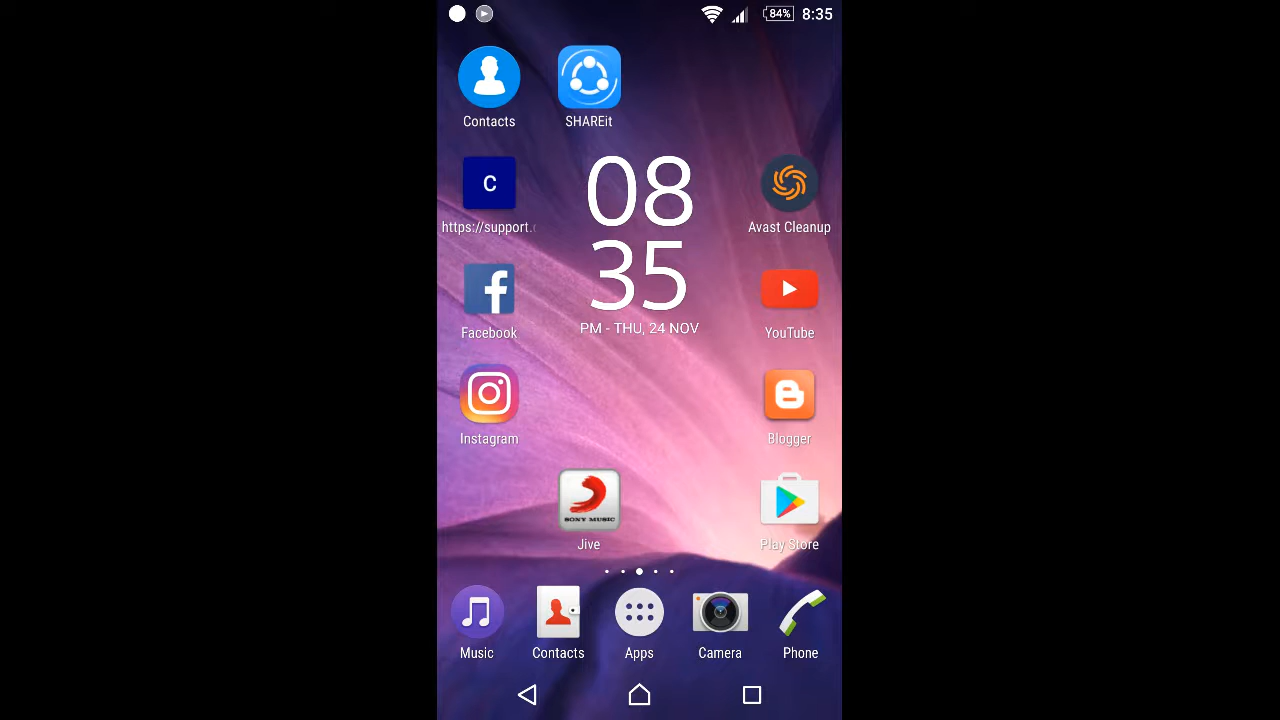 84% 8:35
Contacts SHAREit
08
35
PM - THU, 24 NOV
C
https://support.
Avast Cleanup
Facebook
YouTube
Instagram
Blogger
SONY MUSIC
Jive
Play Store
Music Contacts Apps Camera Phone